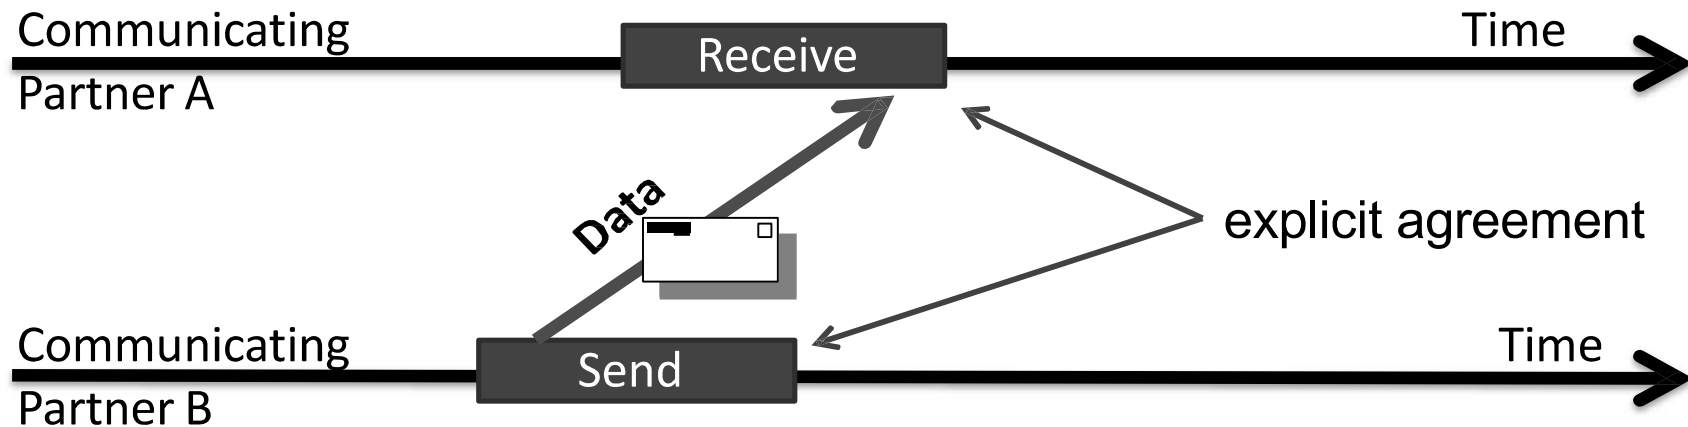 Communicating
Receive
Time
Partner A
Data
explicit agreement
Communicating
Send
Time
Partner B